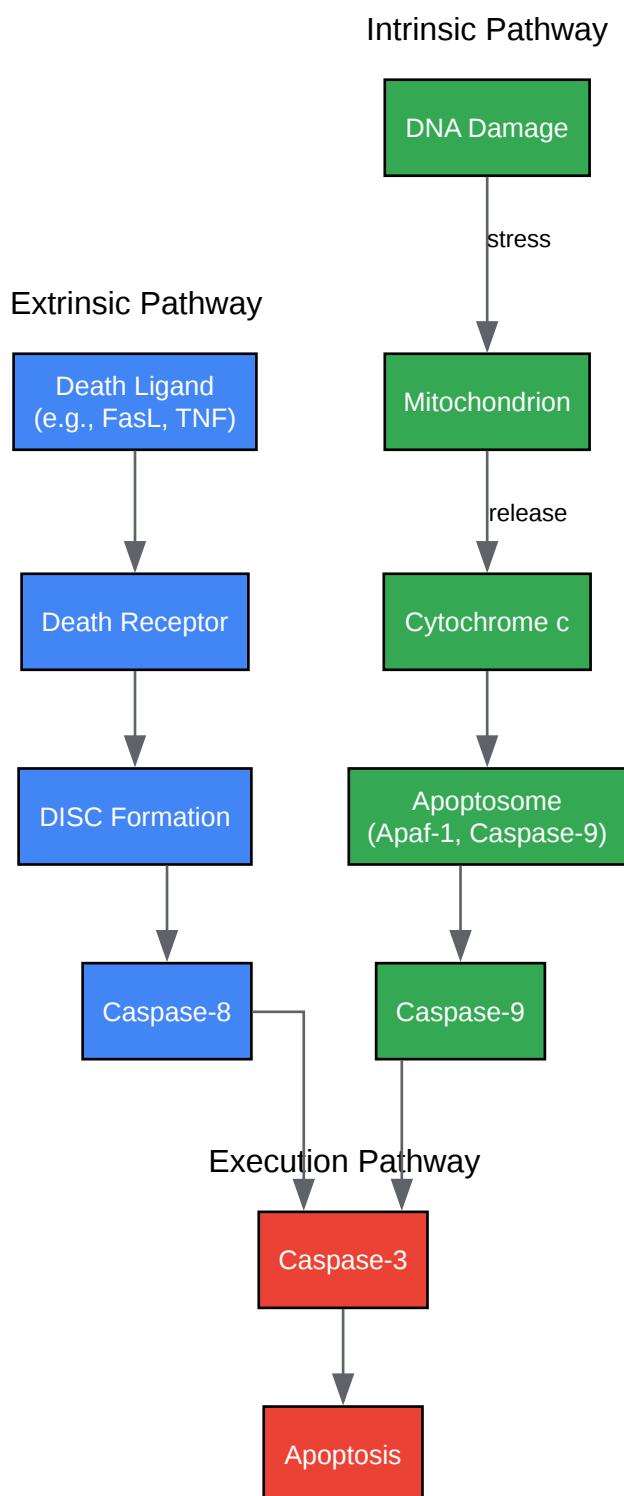 Intrinsic Pathway
DNA Damage
stress
Extrinsic Pathway
Death Ligand
(e.g., FasL, TNF)
Mitochondrion
release
Death Receptor
Cytochrome c
DISC Formation
Apoptosome
(Apaf-1, Caspase-9)
Caspase-8
Caspase-9
Execution Pathway
Caspase-3
Apoptosis